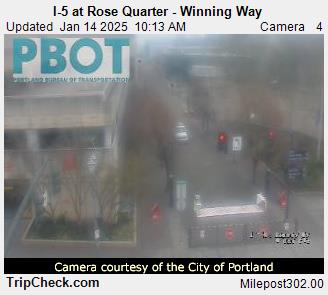 I-5 at Rose Quarter - Winning Way
Updated Jan 14 2025 10:13 AM Camera 4
PBOT
PORTLAND BUREAU OF TRANSPORTATION
Camera courtesy of the City of Portland
TripCheck.com Milepost302.00